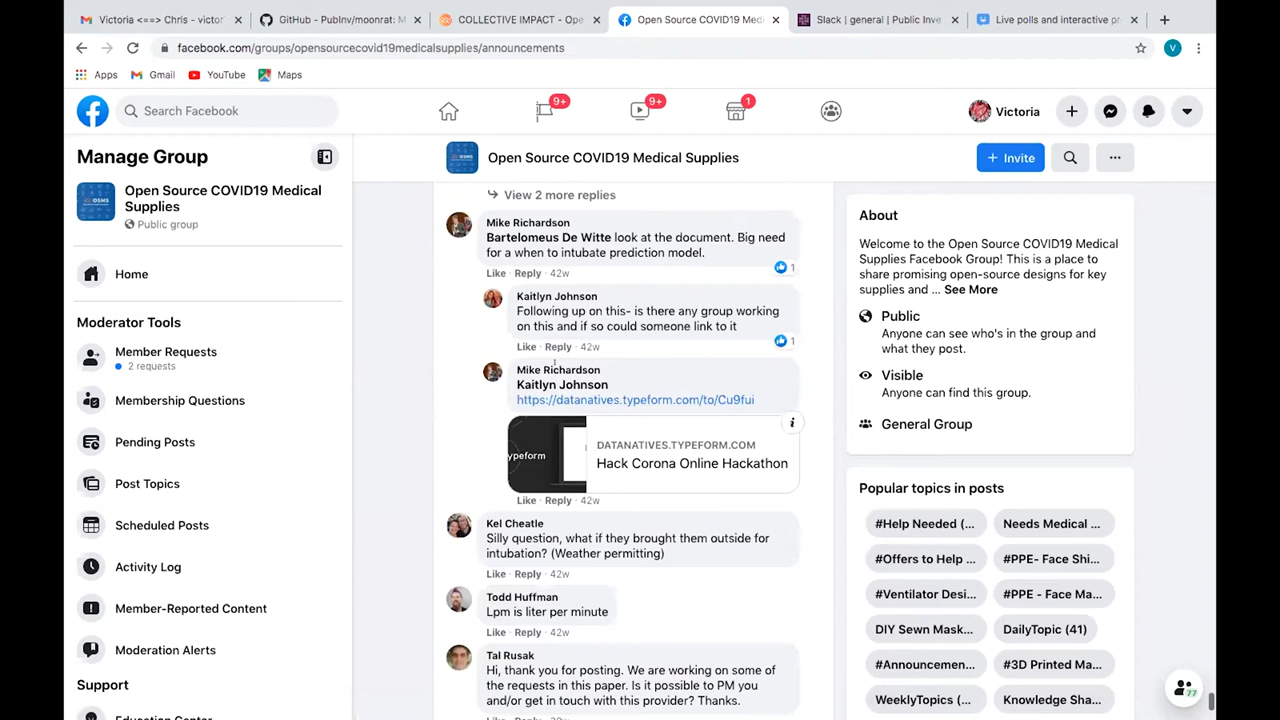 Victoria <==> Chris - victor
GitHub - PubInv/moonrat: M
COLLECTIVE IMPACT - Ope
Open Source COVID19 Medic
Slack | general | Public Inve
Live polls and interactive pr
facebook.com/groups/opensourcecovid19medicalsupplies/announcements
V
Apps
Gmail
YouTube
Maps
Search Facebook
9+
9+
1
Victoria
Manage Group
Open Source COVID19 Medical
Supplies
Public group
Home
Moderator Tools
Member Requests
2 requests
Membership Questions
Pending Posts
Post Topics
Scheduled Posts
Activity Log
Member-Reported Content
Moderation Alerts
Support
Open Source COVID19 Medical Supplies
+ Invite
View 2 more replies
Mike Richardson
Bartelomeus De Witte look at the document. Big need
for a when to intubate prediction model.
1
Like · Reply · 42w
Kaitlyn Johnson
Following up on this- is there any group working
on this and if so could someone link to it
1
Like · Reply · 42w
Mike Richardson
Kaitlyn Johnson
https://datanatives.typeform.com/to/Cu9fui
ypeform
DATANATIVES.TYPEFORM.COM
Hack Corona Online Hackathon
Like · Reply · 42w
Kel Cheatle
Silly question, what if they brought them outside for
intubation? (Weather permitting)
Like · Reply · 42w
Todd Huffman
Lpm is liter per minute
Like · Reply · 42w
Tal Rusak
Hi, thank you for posting. We are working on some of
the requests in this paper. Is it possible to PM you
and/or get in touch with this provider? Thanks.
About
Welcome to the Open Source COVID19 Medical
Supplies Facebook Group! This is a place to
share promising open-source designs for key
supplies and ... See More
Public
Anyone can see who's in the group and
what they post.
Visible
Anyone can find this group.
General Group
Popular topics in posts
#Help Needed (...
Needs Medical ...
#Offers to Help ...
#PPE- Face Shi...
#Ventilator Desi...
#PPE - Face Ma...
DIY Sewn Mask...
DailyTopic (41)
#Announcemen...
#3D Printed Ma...
WeeklyTopics (...
Knowledge Sha...
77